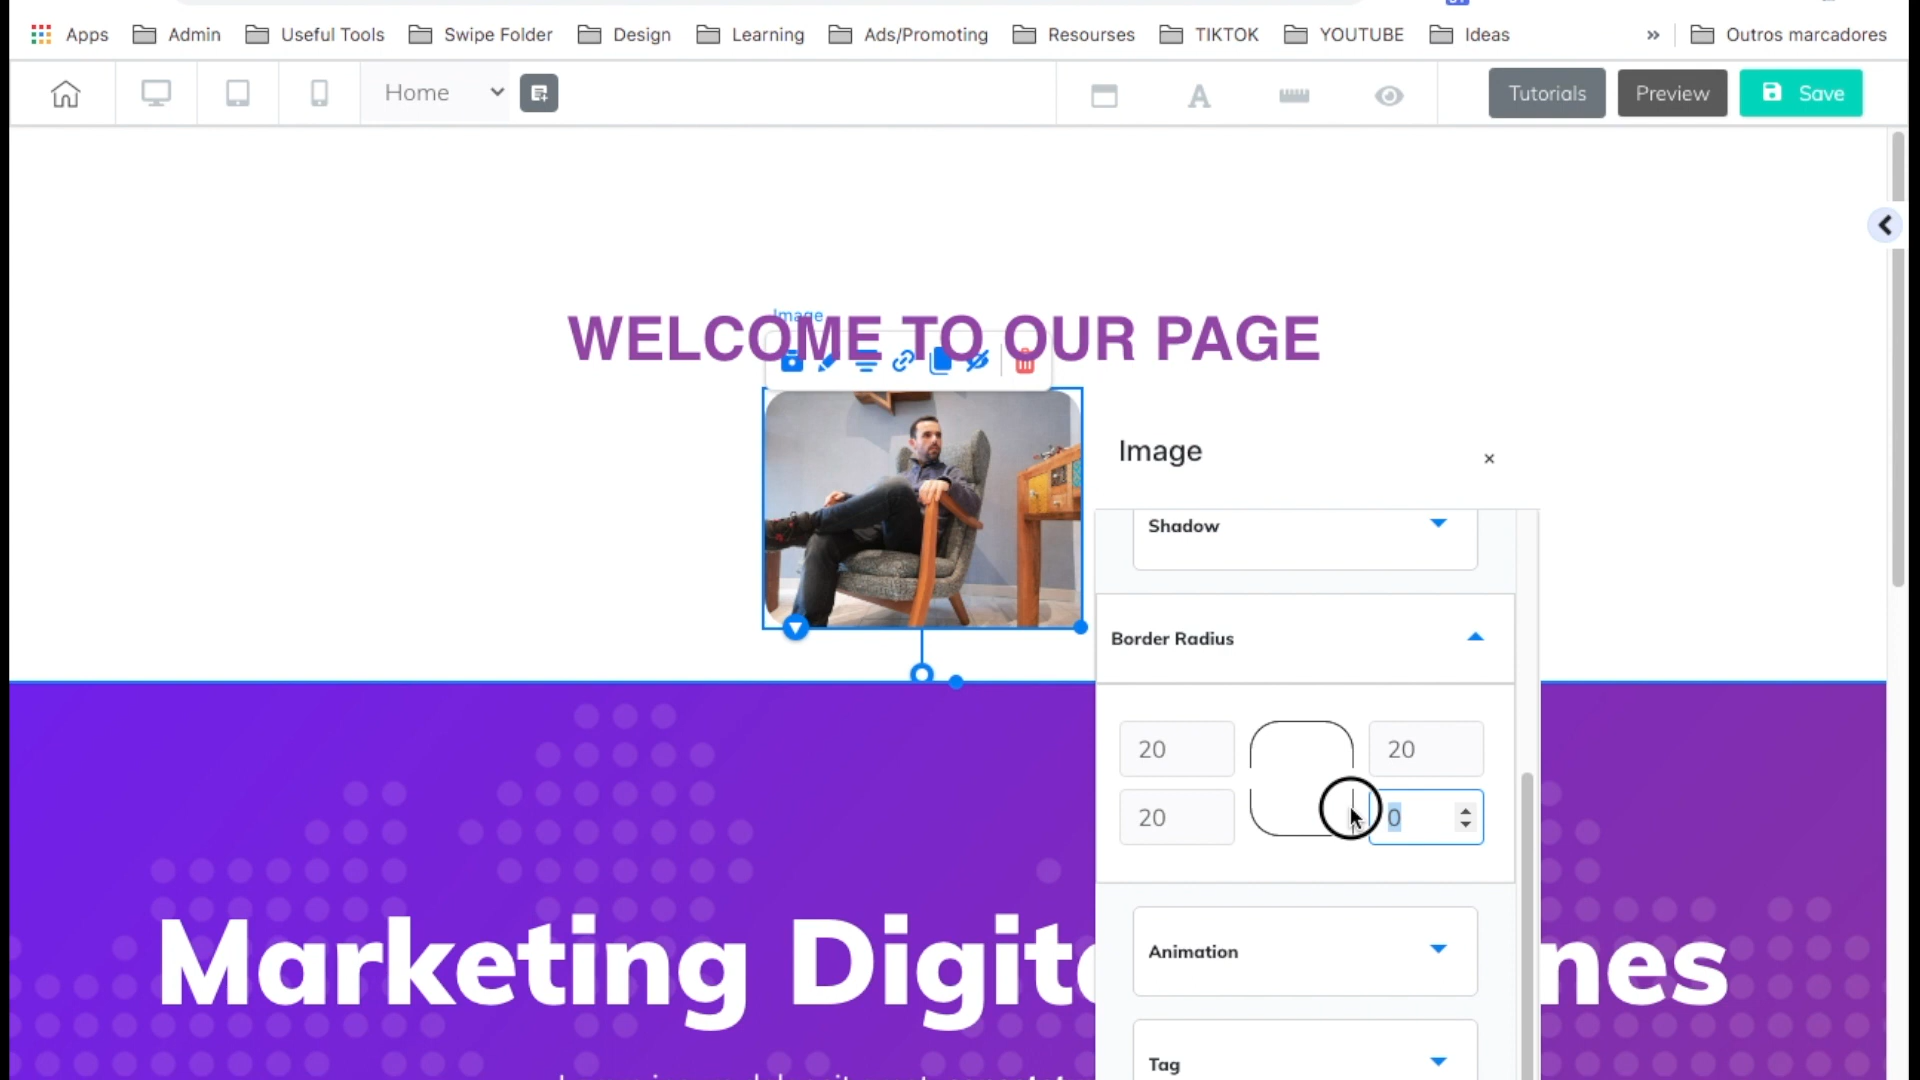 Apps Admin Useful Tools Swipe Folder Design Learning Ads/Promoting Resourses TIKTOK YOUTUBE Ideas » Outros marcadores
Home Tutorials Preview Save
Image
WELCOME TO OUR PAGE
Image ×
Shadow
Border Radius
20 20
20 0
Animation
Marketing Digit nes
Tag